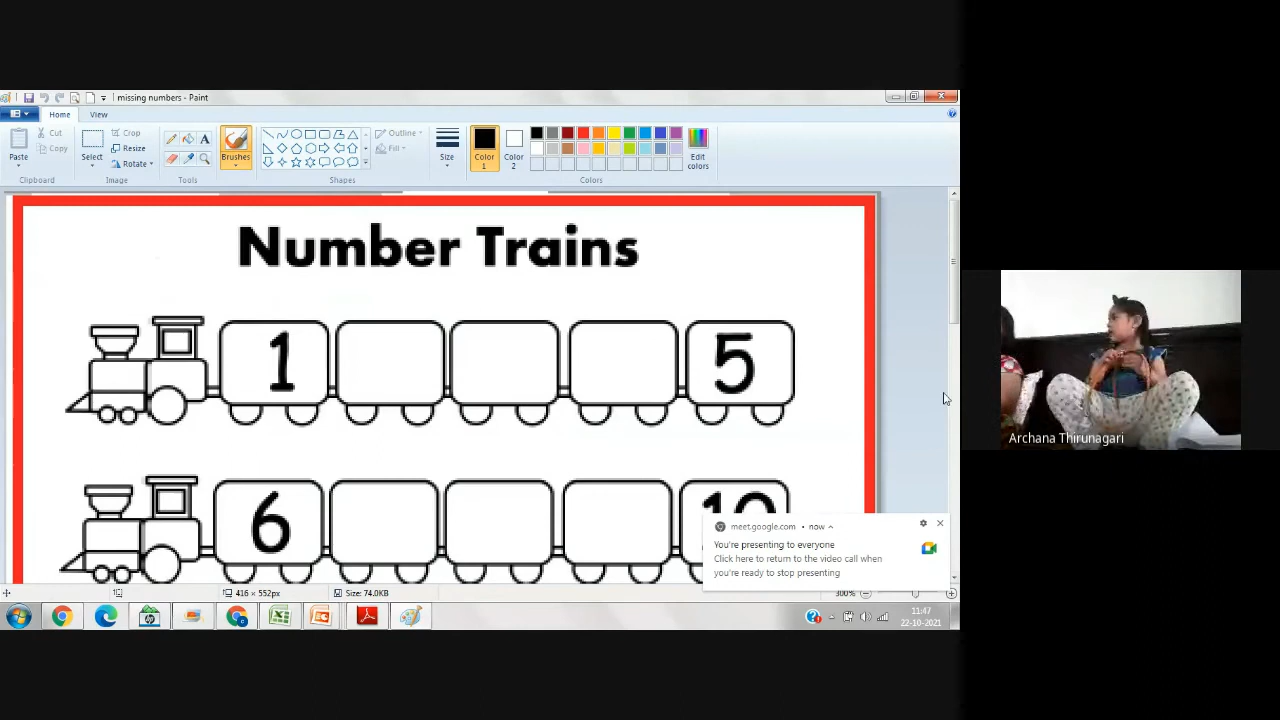 missing numbers - Paint
Home
View
Paste
Cut
Copy
Clipboard
Select
Crop
Resize
Rotate
Image
A
Tools
Brushes
Shapes
Outline
Fill
Size
Color
1
Color
2
Colors
Edit
colors
Number Trains
1
5
6
10
meet.google.com • now
You're presenting to everyone
Click here to return to the video call when
you're ready to stop presenting
416 × 552px
Size: 74.0KB
300%
11:47
22-10-2021
Archana Thirunagari